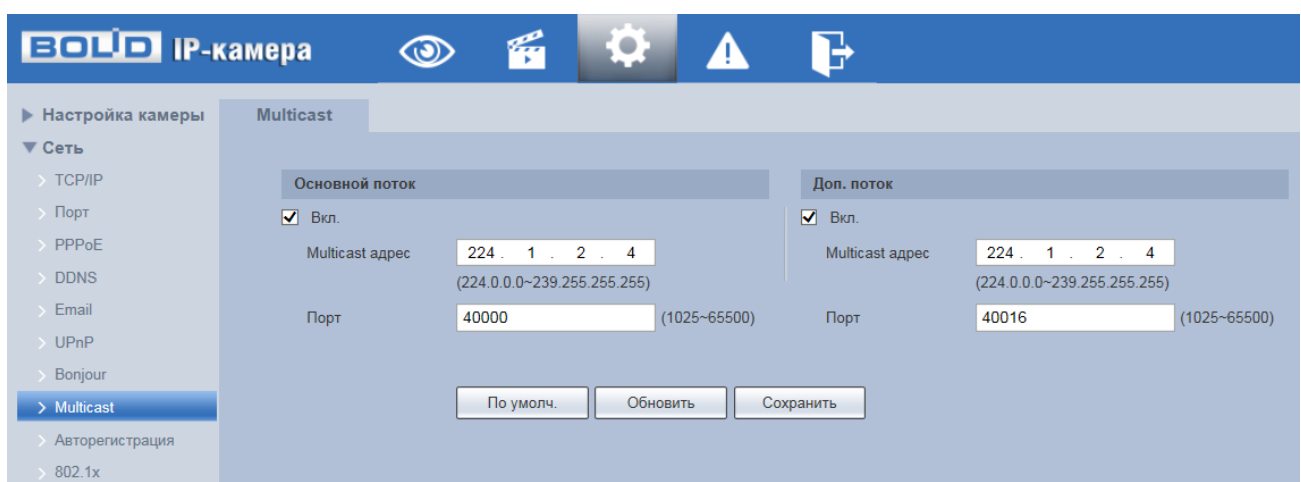 BOLID IP-камера
Настройка камеры
Multicast
Сеть
TCP/IP
Порт
PPPoE
DDNS
Email
UPnP
Bonjour
Multicast
Авторегистрация
802.1x
Основной поток
Вкл.
Multicast адрес 224 . 1 . 2 . 4
(224.0.0.0~239.255.255.255)
Порт 40000 (1025~65500)
Доп. поток
Вкл.
Multicast адрес 224 . 1 . 2 . 4
(224.0.0.0~239.255.255.255)
Порт 40016 (1025~65500)
По умолч. Обновить Сохранить